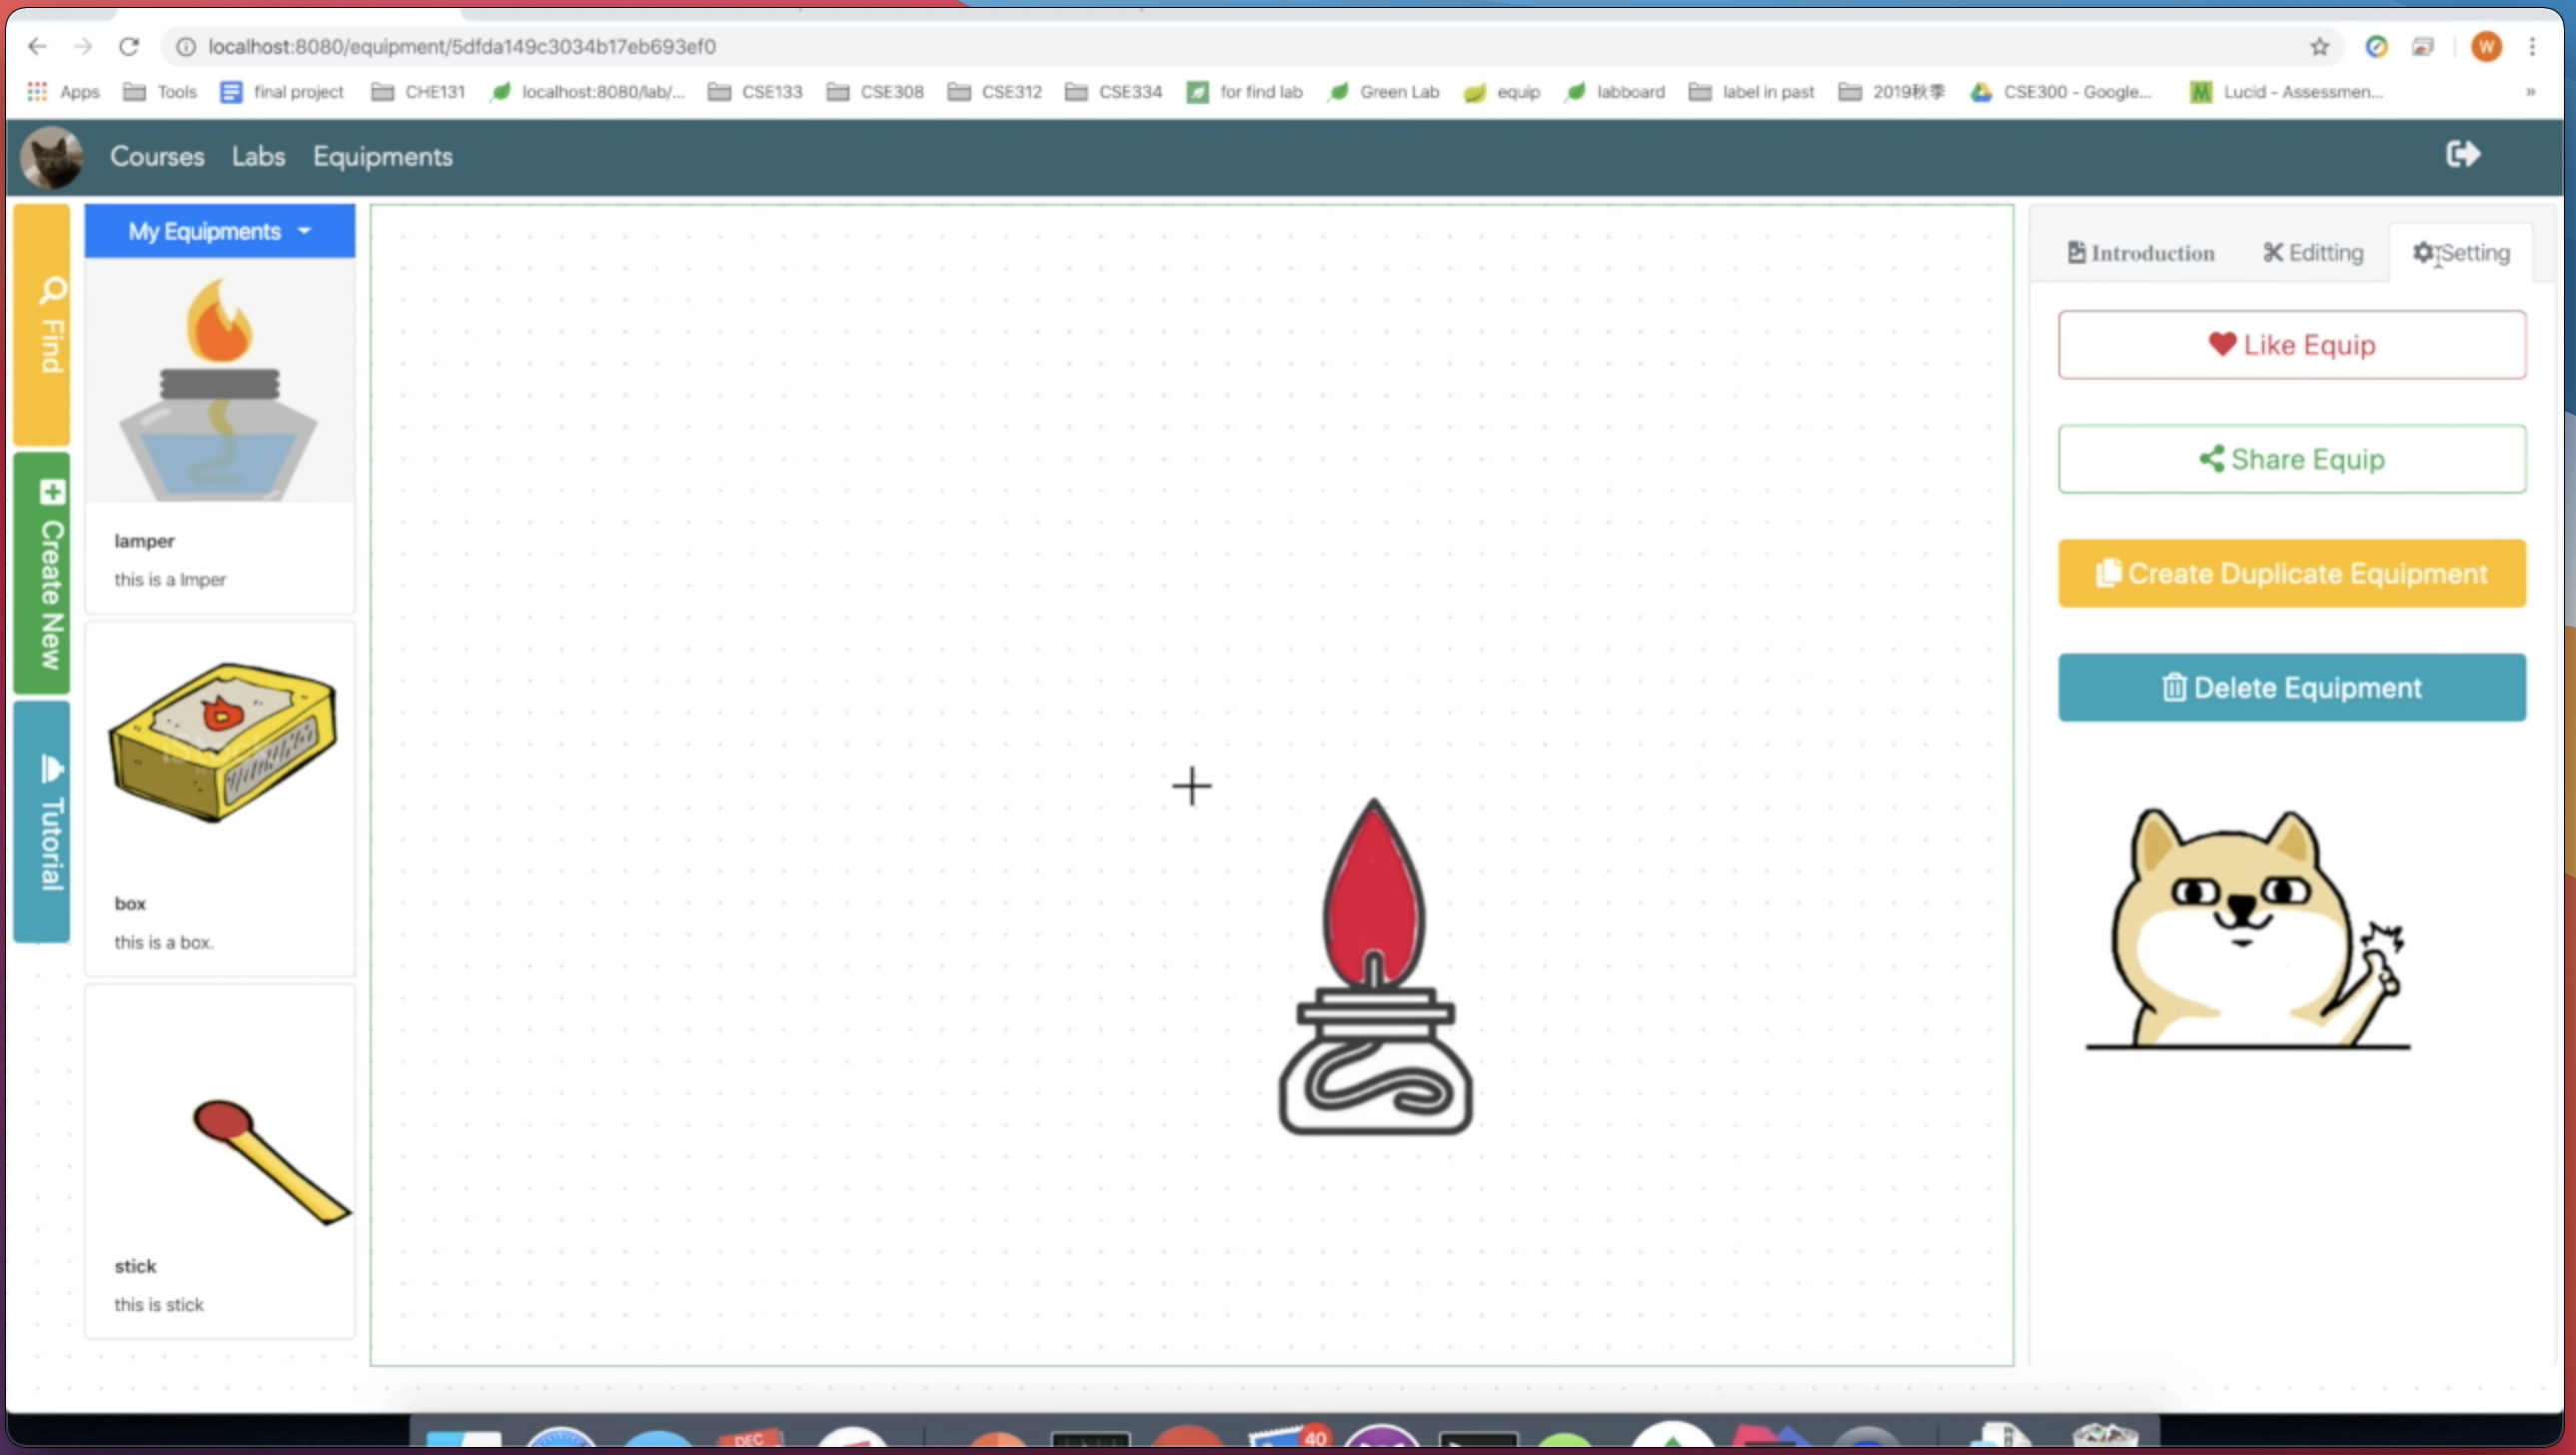 localhost:8080/equipment/5dfda149c3034b17eb693ef0
W
Apps Tools final project CHE131 localhost:8080/lab/... CSE133 CSE308 CSE312 CSE334 for find lab Green Lab equip labboard label in past 2019秋季 CSE300 - Google... Lucid - Assessmen... »
Courses Labs Equipments
Find
Create New
Tutorial
My Equipments
lamper
this is a lmper
box
this is a box.
stick
this is stick
Introduction Editting Setting
Like Equip
Share Equip
Create Duplicate Equipment
Delete Equipment
DEC
40